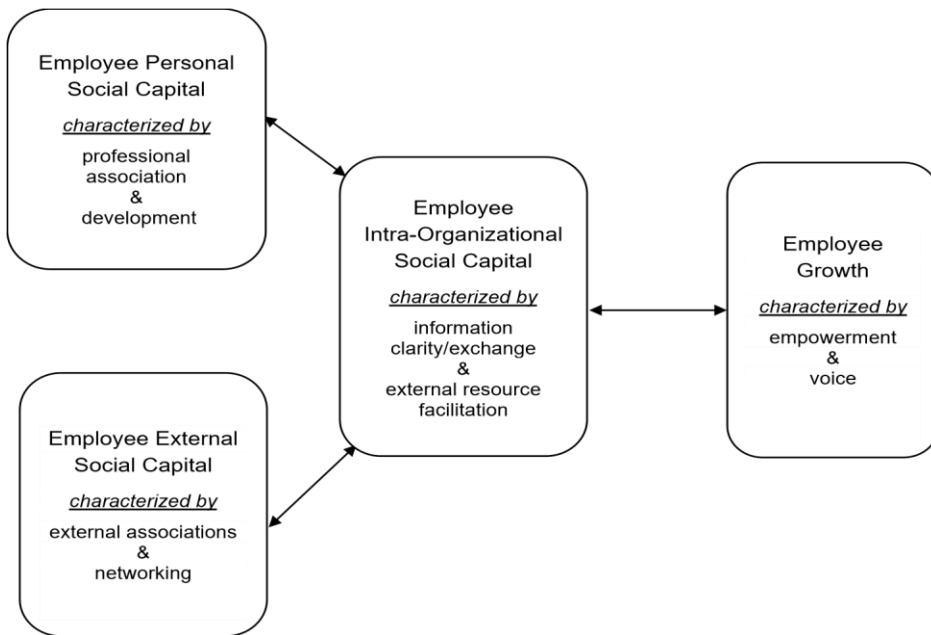 Employee Personal
Social Capital
characterized by
professional
association
&
development
Employee External
Social Capital
characterized by
external associations
&
networking
Employee
Intra-Organizational
Social Capital
characterized by
information
clarity/exchange
&
external resource
facilitation
Employee
Growth
characterized by
empowerment
&
voice